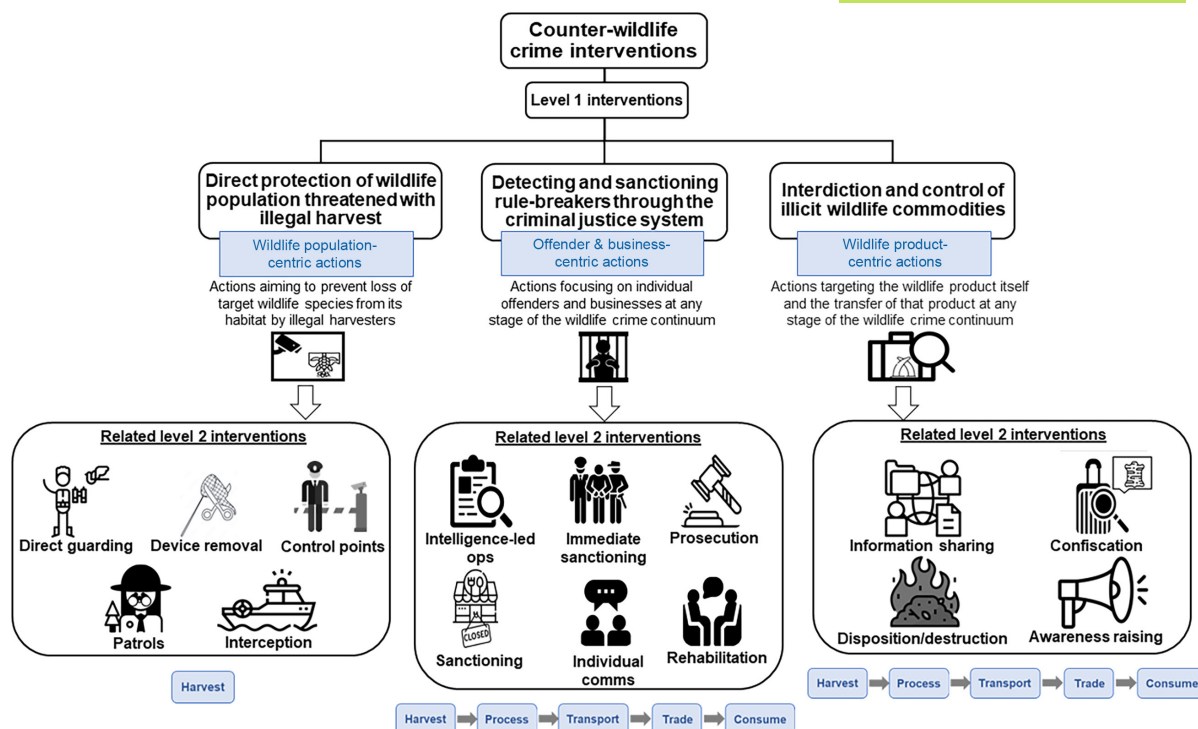 Counter-wildlife
crime interventions
Level 1 interventions
Direct protection of wildlife
population threatened with
illegal harvest
Wildlife population-
centric actions
Actions aiming to prevent loss of
target wildlife species from its
habitat by illegal harvesters
Related level 2 interventions
Direct guarding
Device removal
Control points
Patrols
Interception
Harvest
Detecting and sanctioning
rule-breakers through the
criminal justice system
Offender & business-
centric actions
Actions focusing on individual
offenders and businesses at any
stage of the wildlife crime continuum
Related level 2 interventions
Intelligence-led
ops
Immediate
sanctioning
Prosecution
CLOSED
Sanctioning
Individual
comms
Rehabilitation
Harvest
Process
Transport
Trade
Consume
Interdiction and control of
illicit wildlife commodities
Wildlife product-
centric actions
Actions targeting the wildlife product itself
and the transfer of that product at any
stage of the wildlife crime continuum
Related level 2 interventions
Information sharing
Confiscation
Disposition/destruction
Awareness raising
Harvest
Process
Transport
Trade
Consume